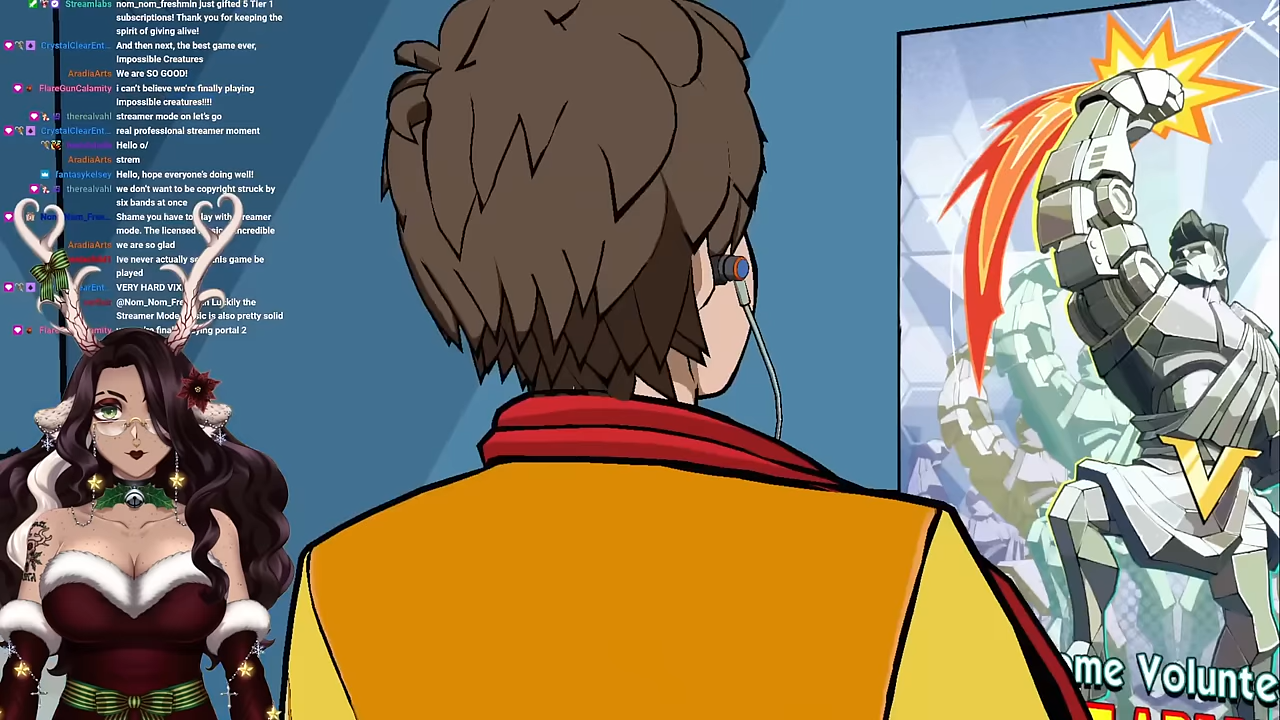 Streamlabs nom_nom_freshmin just gifted 5 Tier 1
subscriptions! Thank you for keeping the
spirit of giving alive!
CrystalClearEnt... And then next, the best game ever,
Impossible Creatures
AradiaArts We are SO GOOD!
FlareGunCalamity i can't believe we're finally playing
impossible creatures!!!!
therealvahl streamer mode on let's go
CrystalClearEnt... real professional streamer moment
Hello o/
AradiaArts strem
fantasykelsey Hello, hope everyone's doing well!
therealvahl we don't want to be copyright struck by
six bands at once
Shame you have to play with streamer
mode. The licensed incredible
AradiaArts we are so glad
Ive never actually this game be
played
VERY HARD VIX
Luckily the
Streamer Mode is also pretty solid
portal 2
V
me Volunte